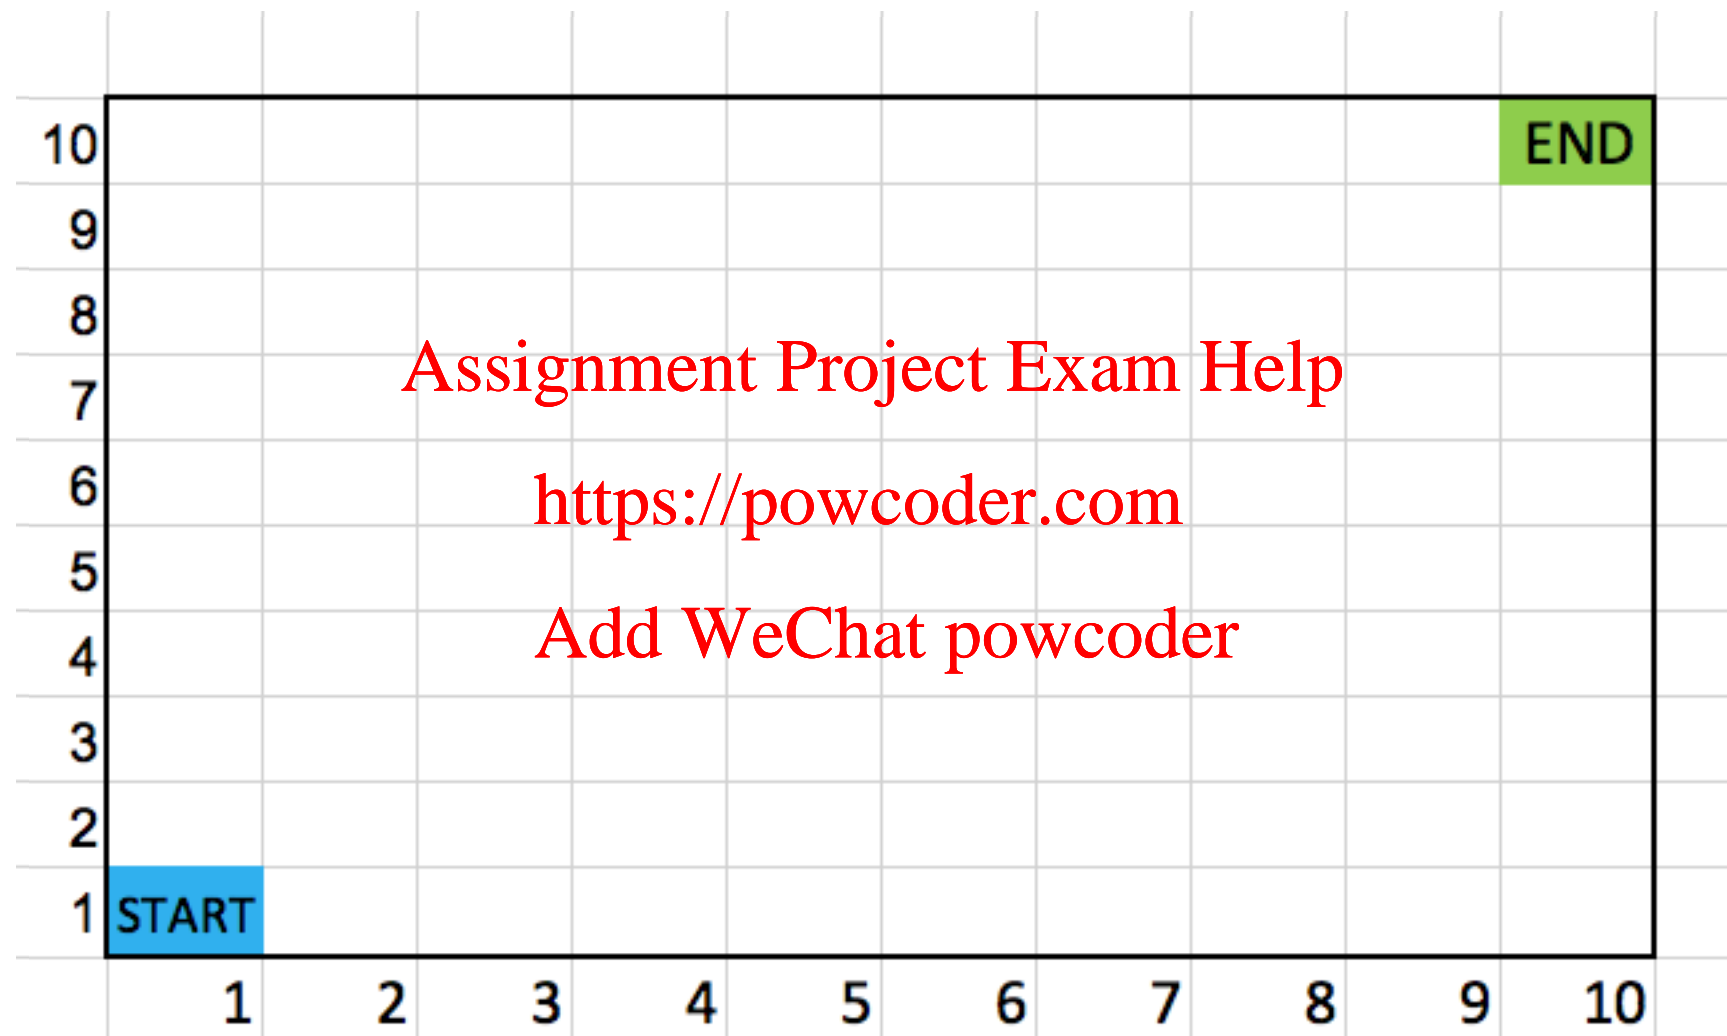 10 END
9
8
Assignment Project Exam Help
7
6
https://powcoder.com
5
Add WeChat powcoder
4
3
2
1 START
1 2 3 4 5 6 7 8 9 10